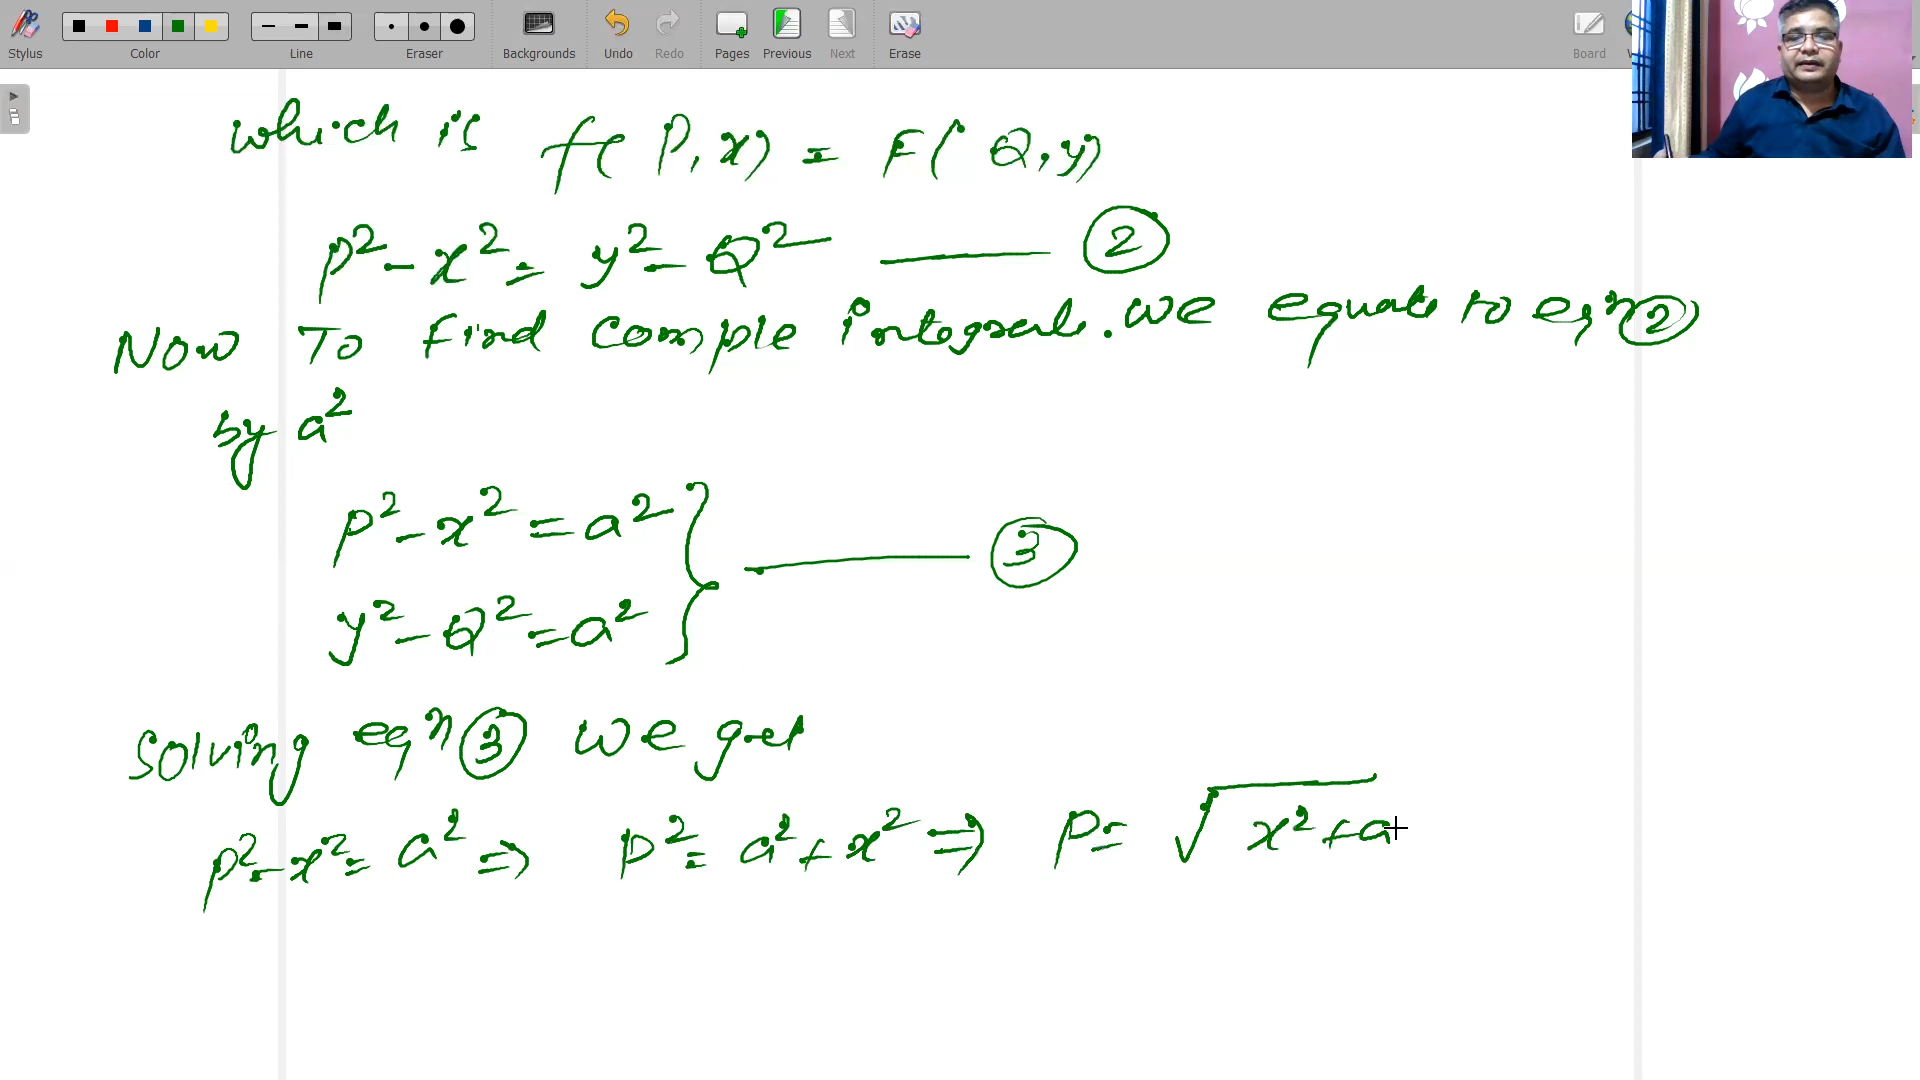 Stylus Color Line Eraser Backgrounds Undo Redo Pages Previous Next Erase Board
which is f( P, x) = F( Q, y)
P² - x² = y² - Q² —— ②
Now To find comple integral. we equate to eqn ②
by a²
P² - x² = a²
y² - Q² = a² } —— ③
Solving eqn ③ we get
P² - x² = a² ⇒ P² = a² + x² ⇒ P = √x² + a